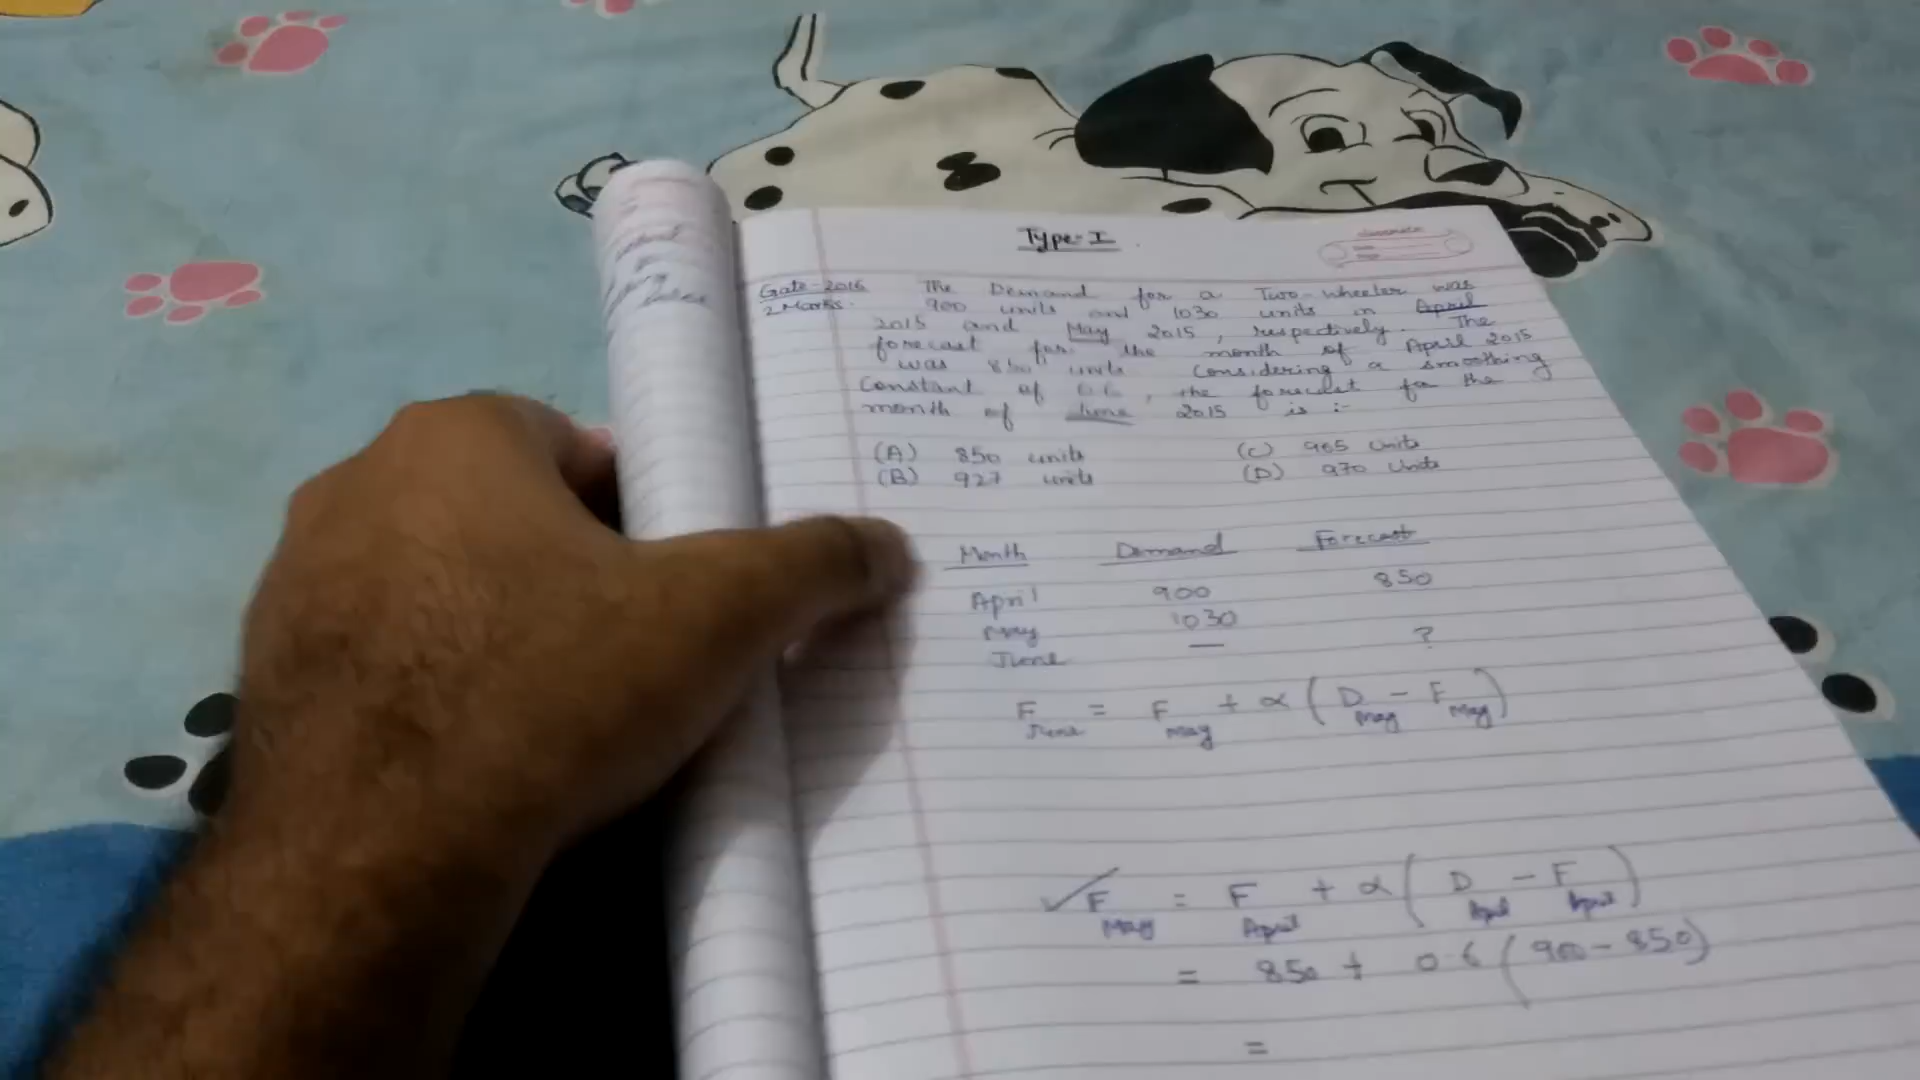 Type-I
classmate
Gate-2016 The Demand for a Two-wheeler was
2 Marks. 900 units and 1030 units in April
2015 and May 2015, respectively. The
forecast for the month of April 2015
was 850 units. Considering a smoothing
Constant of 0.6, the forecast for the
month of June 2015 is :-
(A) 850 units (C) 965 units
(B) 927 units (D) 970 units
Month Demand Forecast
April 900 850
May 1030
June — ?
F June = F May + α ( D May - F May )
✓ F May = F April + α ( D April - F April )
= 850 + 0.6 ( 900 - 850 )
=